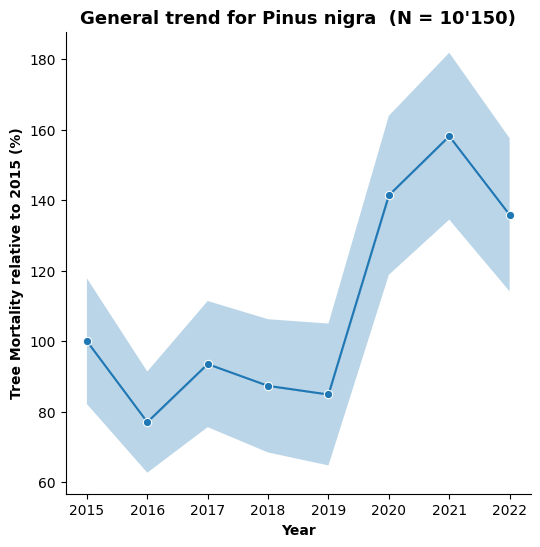 General trend for Pinus nigra  (N = 10'150)
Tree Mortality relative to 2015 (%)
180
160
140
120
100
80
60
2015 2016 2017 2018 2019 2020 2021 2022
Year